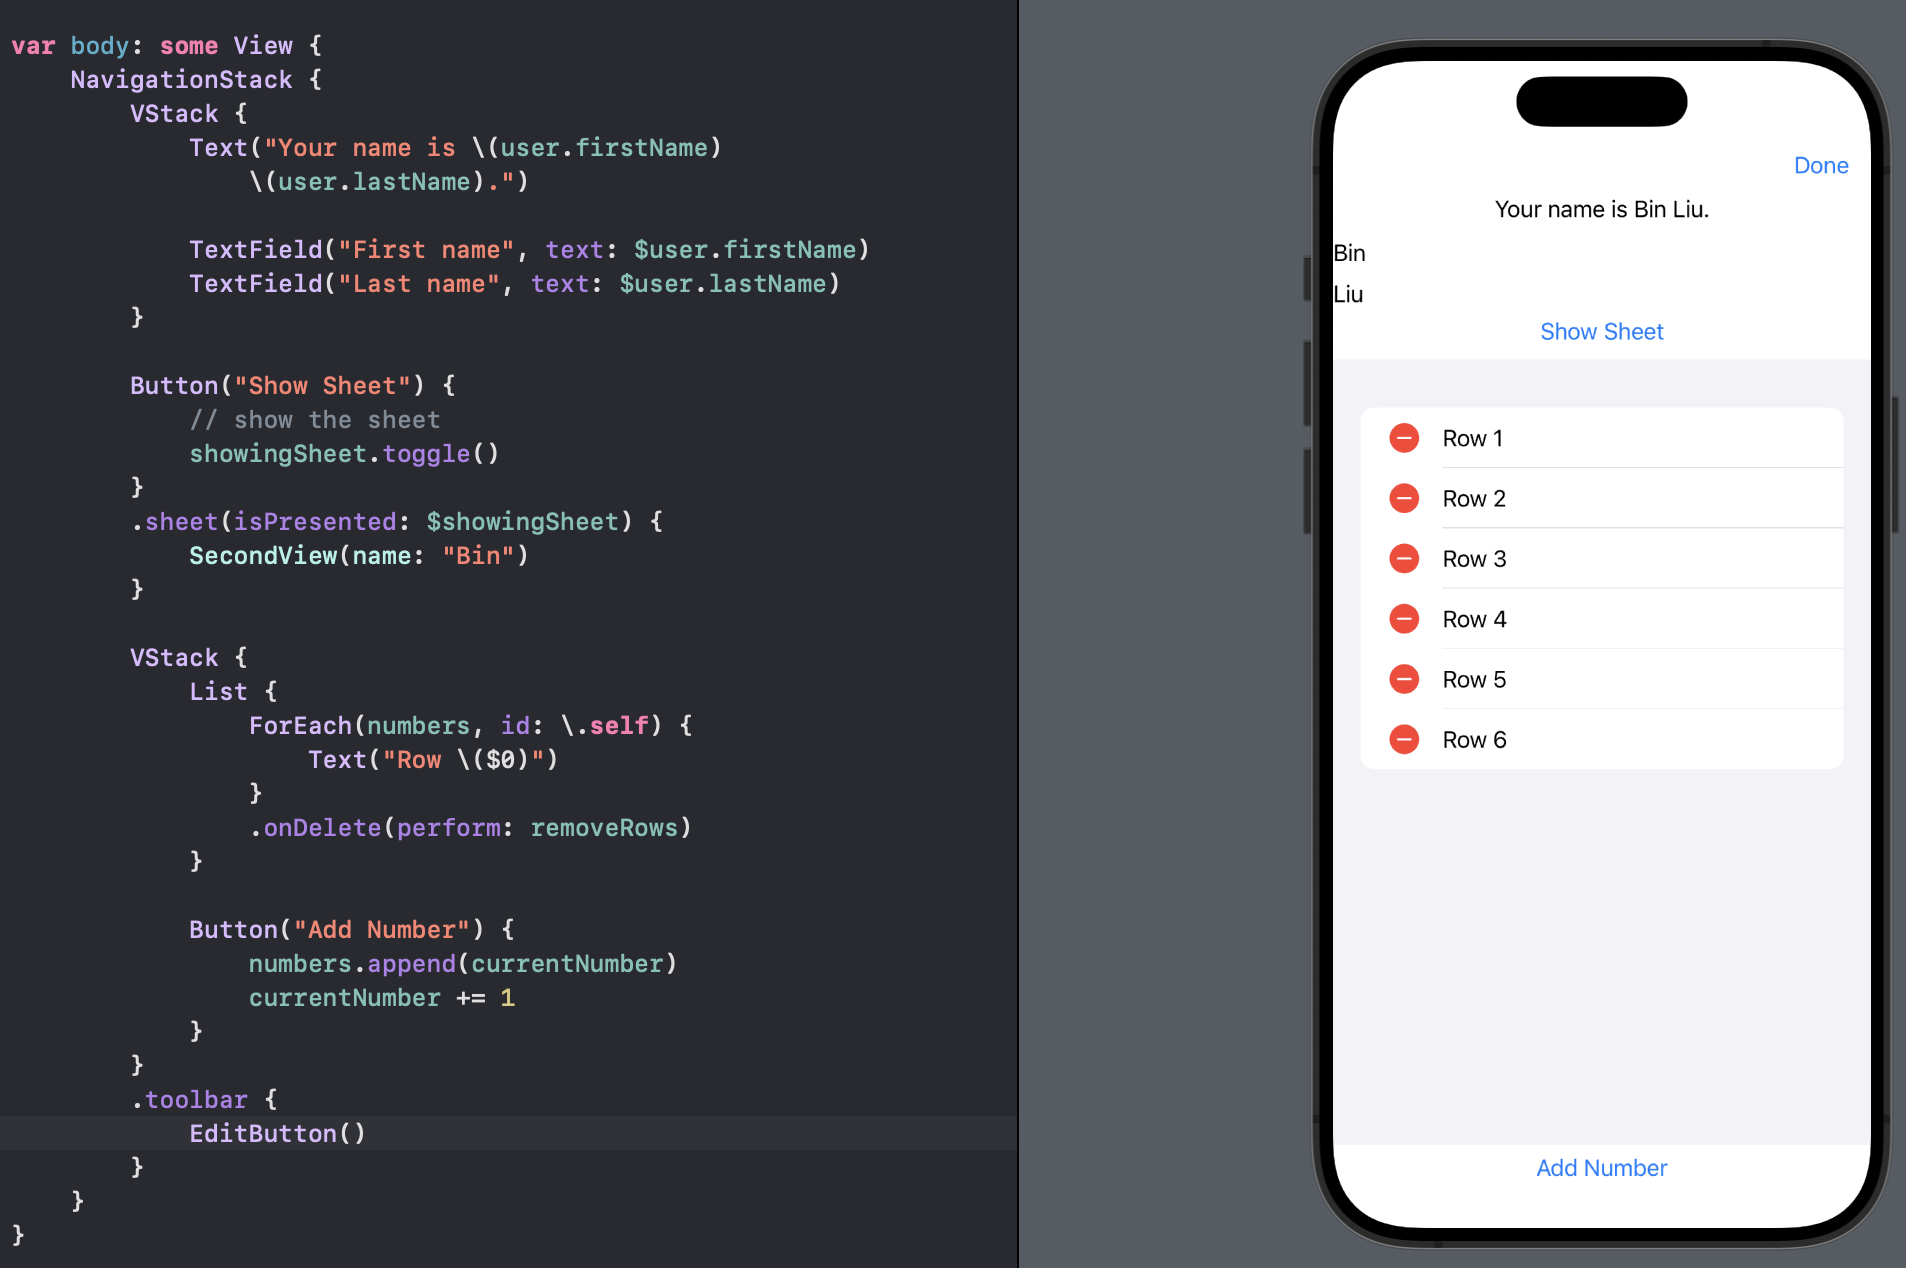 var body: some View {
    NavigationStack {
        VStack {
            Text("Your name is \(user.firstName)
                \(user.lastName).")

            TextField("First name", text: $user.firstName)
            TextField("Last name", text: $user.lastName)
        }

        Button("Show Sheet") {
            // show the sheet
            showingSheet.toggle()
        }
        .sheet(isPresented: $showingSheet) {
            SecondView(name: "Bin")
        }

        VStack {
            List {
                ForEach(numbers, id: \.self) {
                    Text("Row \($0)")
                }
                .onDelete(perform: removeRows)
            }

            Button("Add Number") {
                numbers.append(currentNumber)
                currentNumber += 1
            }
        }
        .toolbar {
            EditButton()
        }
    }
}
Done
Your name is Bin Liu.
Bin
Liu
Show Sheet
Row 1
Row 2
Row 3
Row 4
Row 5
Row 6
Add Number